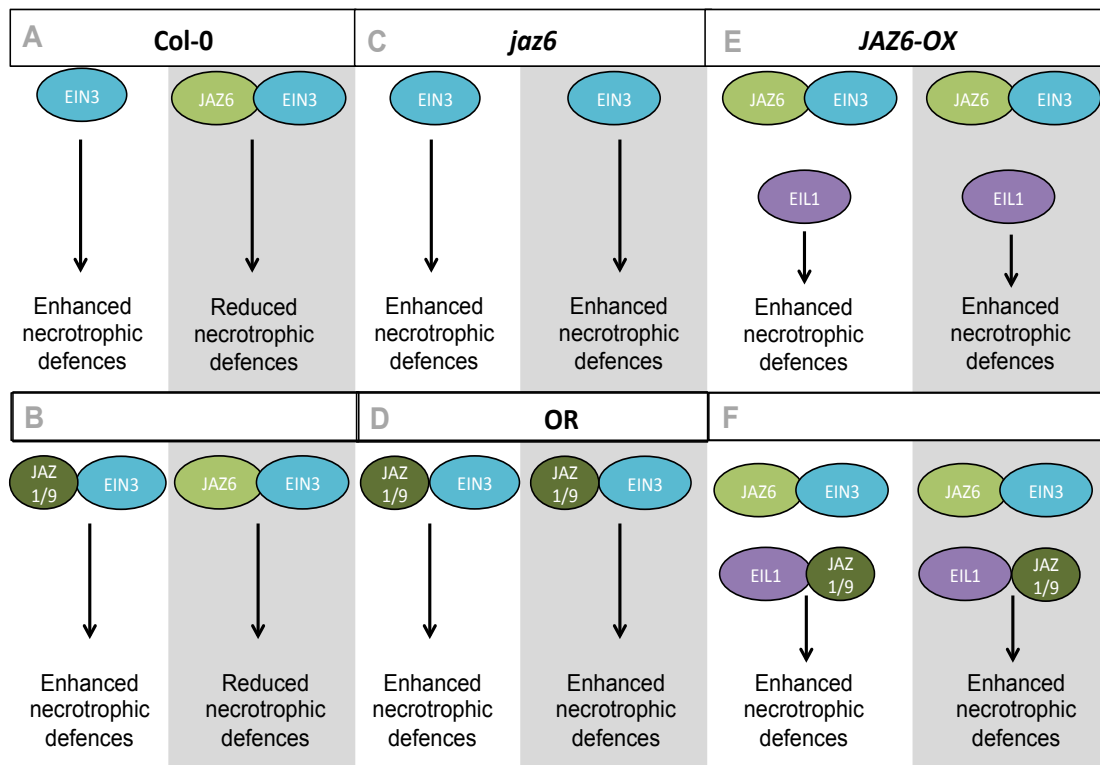 A
Col-0
C
jaz6
E
JAZ6-OX
EIN3
JAZ6
EIN3
EIN3
EIN3
JAZ6
EIN3
JAZ6
EIN3
EIL1
EIL1
Enhanced
necrotrophic
defences
Reduced
necrotrophic
defences
Enhanced
necrotrophic
defences
Enhanced
necrotrophic
defences
Enhanced
necrotrophic
defences
Enhanced
necrotrophic
defences
B
D
OR
F
JAZ
1/9
EIN3
JAZ6
EIN3
JAZ
1/9
EIN3
JAZ
1/9
EIN3
JAZ6
EIN3
JAZ6
EIN3
EIL1
JAZ
1/9
EIL1
JAZ
1/9
Enhanced
necrotrophic
defences
Reduced
necrotrophic
defences
Enhanced
necrotrophic
defences
Enhanced
necrotrophic
defences
Enhanced
necrotrophic
defences
Enhanced
necrotrophic
defences